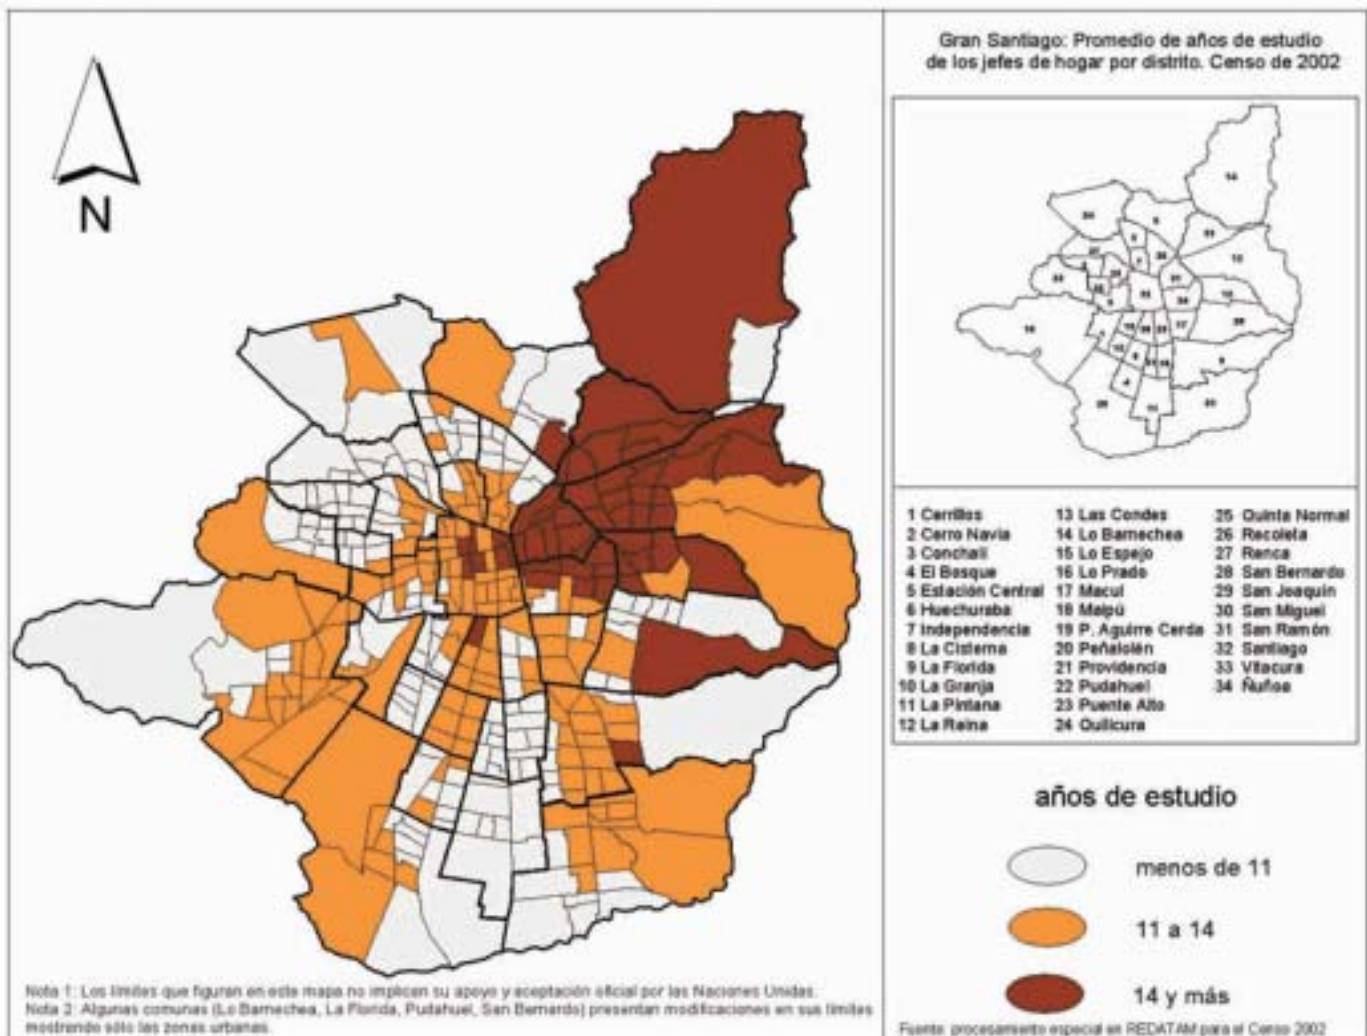 N
Gran Santiago: Promedio de años de estudio
de los jefes de hogar por distrito. Censo de 2002
1 Cerrillos
2 Cerro Navia
3 Conchalí
4 El Bosque
5 Estación Central
6 Huechuraba
7 Independencia
8 La Cisterna
9 La Florida
10 La Granja
11 La Pintana
12 La Reina
13 Las Condes
14 Lo Barnechea
15 Lo Espejo
16 Lo Prado
17 Macul
18 Maipú
19 P. Aguirre Cerda
20 Peñalolén
21 Providencia
22 Pudahuel
23 Puente Alto
24 Quilicura
25 Quinta Normal
26 Recoleta
27 Renca
28 San Bernardo
29 San Joaquín
30 San Miguel
31 San Ramón
32 Santiago
33 Vitacura
34 Ñuñoa
años de estudio
menos de 11
11 a 14
14 y más
Nota 1: Los límites que figuran en este mapa no implican su apoyo y aceptación oficial por las Naciones Unidas.
Nota 2: Algunas comunas (Lo Barnechea, La Florida, Pudahuel, San Bernardo) presentan modificaciones en sus límites
mostrando sólo las zonas urbanas.
Fuente: procesamiento especial en REDATAM para el Censo 2002